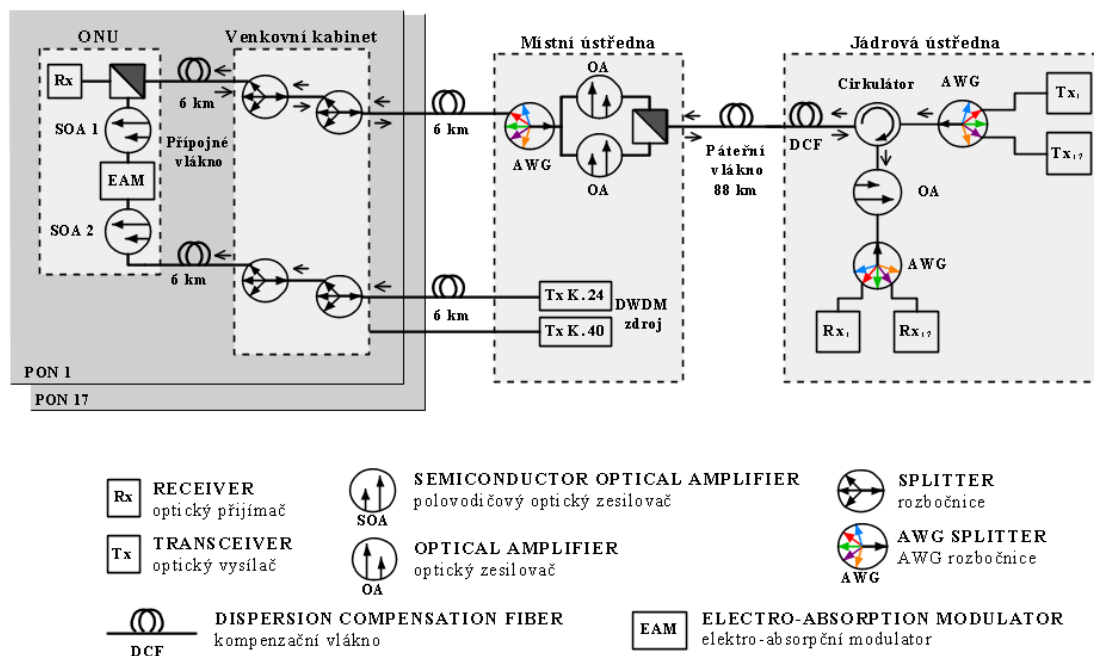 ONU
Venkovní kabinet
Místní ústředna
Jádrová ústředna
Rx
6 km
6 km
OA
OA
AWG
Páteřní vlákno
88 km
DCF
Cirkulátor
AWG
Tx₁
Tx₁₇
SOA 1
Přípojné vlákno
EAM
SOA 2
OA
AWG
Rx₁
Rx₁₇
6 km
6 km
Tx K.24
Tx K.40
DWDM zdroj
PON 1
PON 17
Rx
RECEIVER
optický přijímač
Tx
TRANSCEIVER
optický vysílač
DCF
DISPERSION COMPENSATION FIBER
kompenzační vlákno
SOA
SEMICONDUCTOR OPTICAL AMPLIFIER
polovodičový optický zesilovač
OA
OPTICAL AMPLIFIER
optický zesilovač
SPLITTER
rozbočnice
AWG
AWG SPLITTER
AWG rozbočnice
EAM
ELECTRO-ABSORPTION MODULATOR
elektro-absorpční modulator